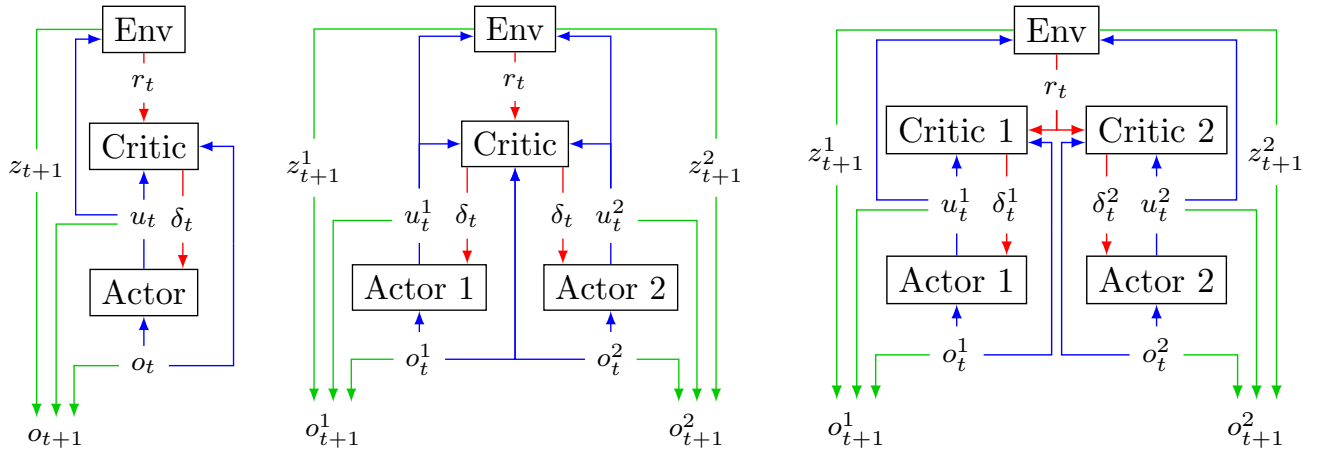 Env
r_t
Critic
z_{t+1}
u_t δ_t
Actor
o_t
o_{t+1}
Env
r_t
Critic
z^1_{t+1} z^2_{t+1}
u^1_t δ_t δ_t u^2_t
Actor 1 Actor 2
o^1_t o^2_t
o^1_{t+1} o^2_{t+1}
Env
r_t
Critic 1 Critic 2
z^1_{t+1} z^2_{t+1}
u^1_t δ^1_t δ^2_t u^2_t
Actor 1 Actor 2
o^1_t o^2_t
o^1_{t+1} o^2_{t+1}